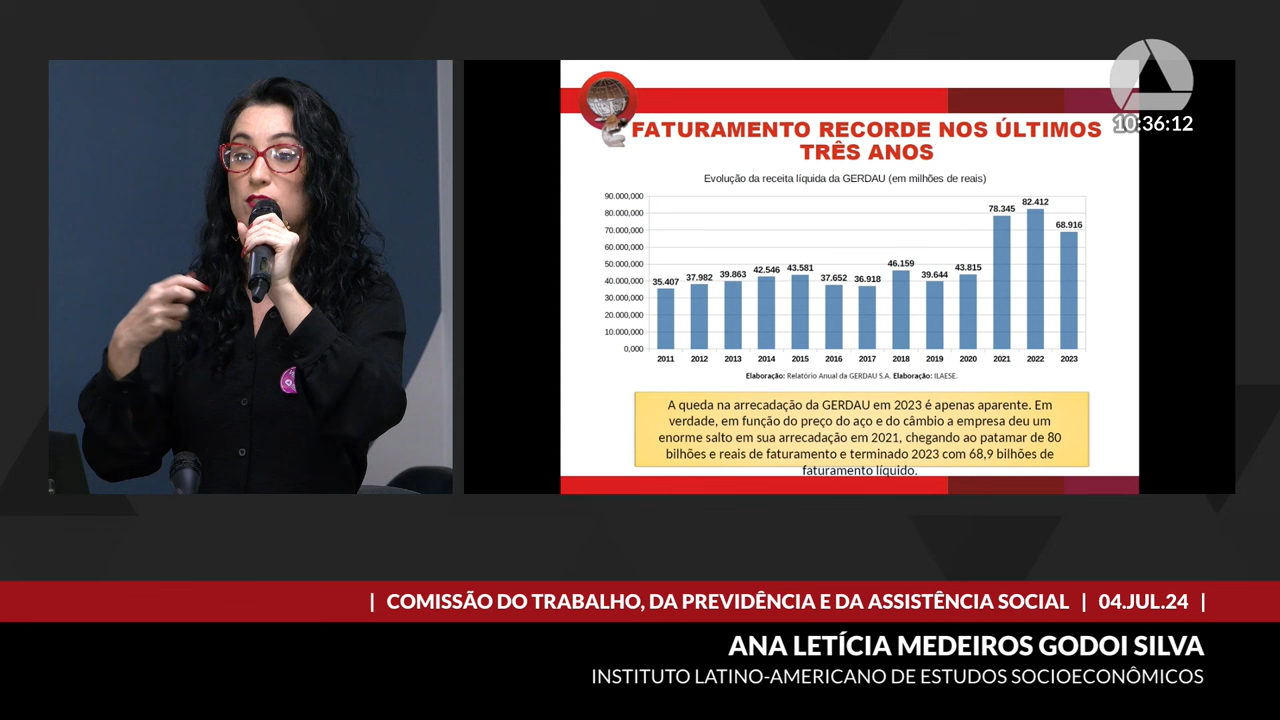 10:36:12
FATURAMENTO RECORDE NOS ÚLTIMOS
TRÊS ANOS
Evolução da receita líquida da GERDAU (em milhões de reais)
90.000,000
80.000,000
70.000,000
60.000,000
50.000,000
40.000,000
30.000,000
20.000,000
10.000,000
0,000
35.407 37.982 39.863 42.546 43.581 37.652 36.918 46.159 39.644 43.815 78.345 82.412 68.916
2011 2012 2013 2014 2015 2016 2017 2018 2019 2020 2021 2022 2023
Elaboração: Relatório Anual da GERDAU S.A. Elaboração: ILAESE.
A queda na arrecadação da GERDAU em 2023 é apenas aparente. Em
verdade, em função do preço do aço e do câmbio a empresa deu um
enorme salto em sua arrecadação em 2021, chegando ao patamar de 80
bilhões e reais de faturamento e terminado 2023 com 68,9 bilhões de
faturamento líquido.
| COMISSÃO DO TRABALHO, DA PREVIDÊNCIA E DA ASSISTÊNCIA SOCIAL | 04.JUL.24 |
ANA LETÍCIA MEDEIROS GODOI SILVA
INSTITUTO LATINO-AMERICANO DE ESTUDOS SOCIOECONÔMICOS